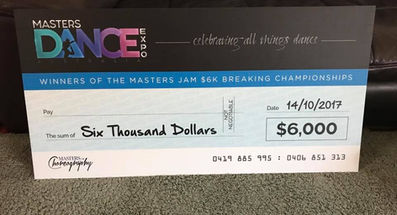 MASTERS
DANCE EXPO
celebrating all things dance
WINNERS OF THE MASTERS JAM $6K BREAKING CHAMPIONSHIPS
Pay
NOT NEGOTIABLE
Date 14/10/2017
The sum of Six Thousand Dollars
$6,000
MASTERS OF
Choreography
0419 885 995 : 0406 851 313